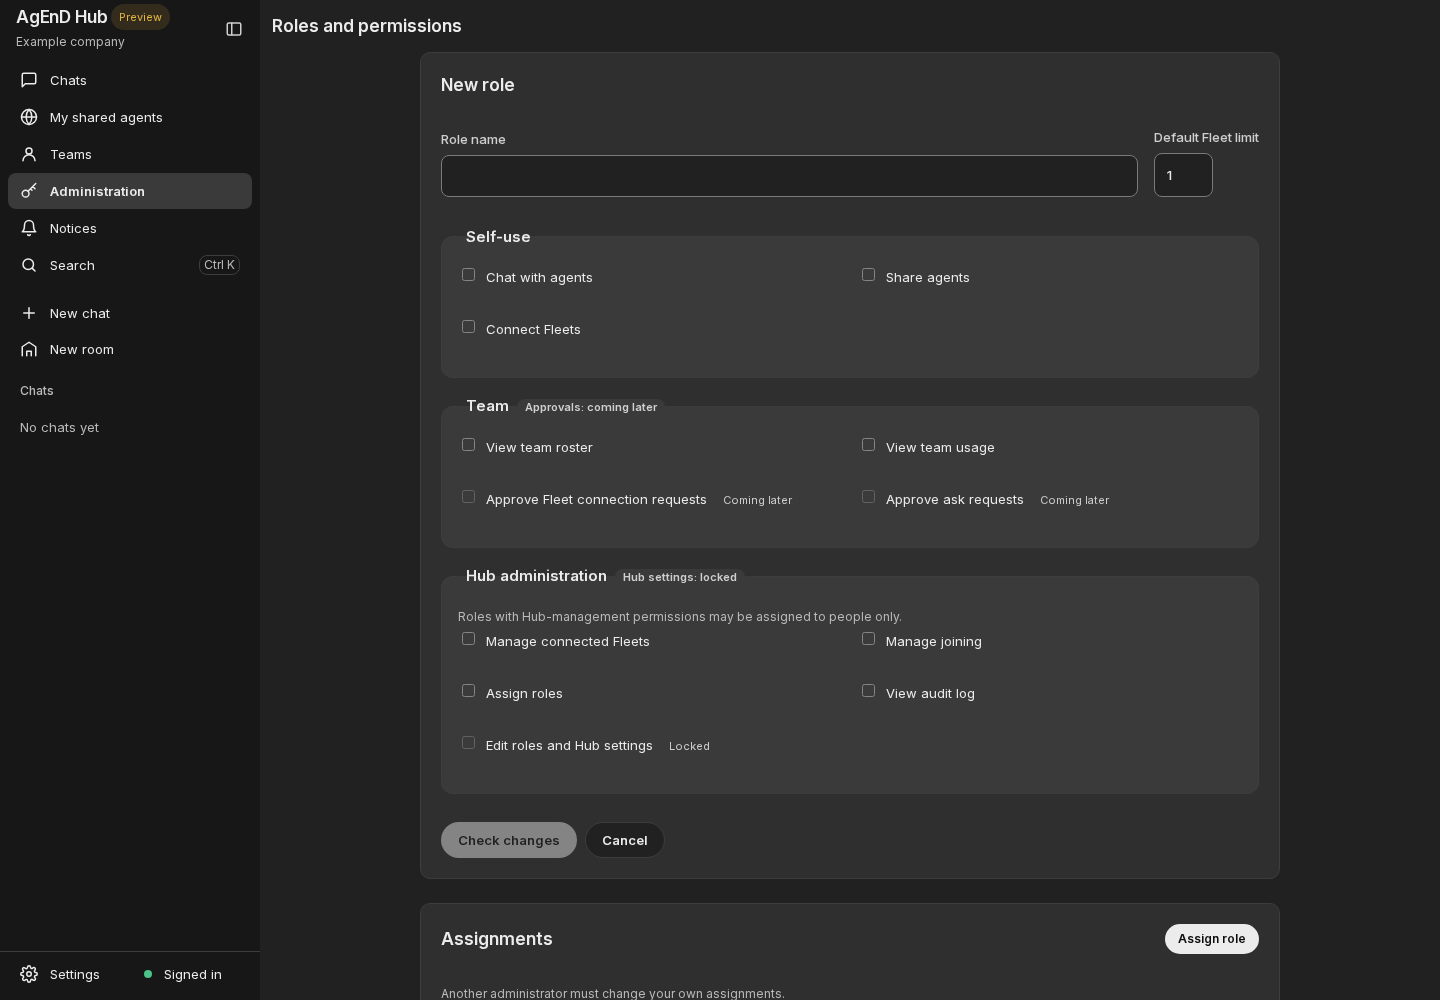 AgEnD Hub Preview
Example company
Chats
My shared agents
Teams
Administration
Notices
Search Ctrl K
New chat
New room
Chats
No chats yet
Settings Signed in
Roles and permissions
New role
Role name Default Fleet limit
1
Self-use
Chat with agents Share agents
Connect Fleets
Team Approvals: coming later
View team roster View team usage
Approve Fleet connection requests Coming later Approve ask requests Coming later
Hub administration Hub settings: locked
Roles with Hub-management permissions may be assigned to people only.
Manage connected Fleets Manage joining
Assign roles View audit log
Edit roles and Hub settings Locked
Check changes Cancel
Assignments Assign role
Another administrator must change your own assignments.